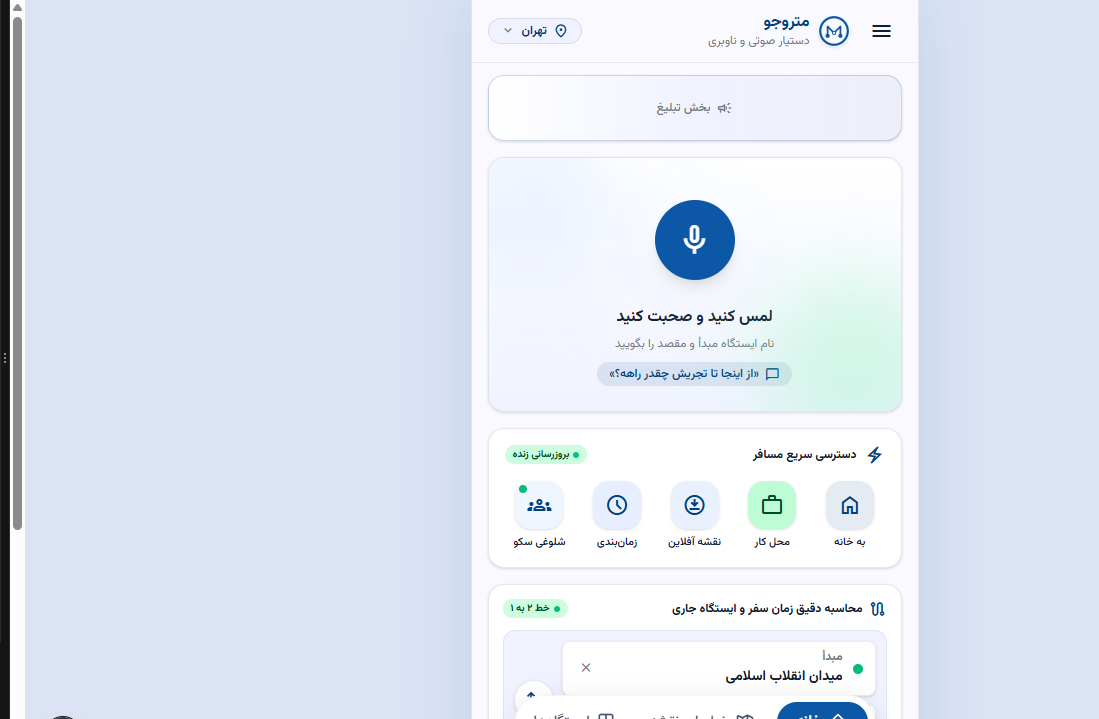 متروجو
دستیار صوتی و ناوبری
تهران
بخش تبلیغ
لمس کنید و صحبت کنید
نام ایستگاه مبدأ و مقصد را بگویید
«از اینجا تا تجریش چقدر راهه؟»
دسترسی سریع مسافر
بروزرسانی زنده
به خانه
محل کار
نقشه آفلاین
زمان‌بندی
شلوغی سکو
محاسبه دقیق زمان سفر و ایستگاه جاری
خط ۲ به ۱
مبدأ
میدان انقلاب اسلامی